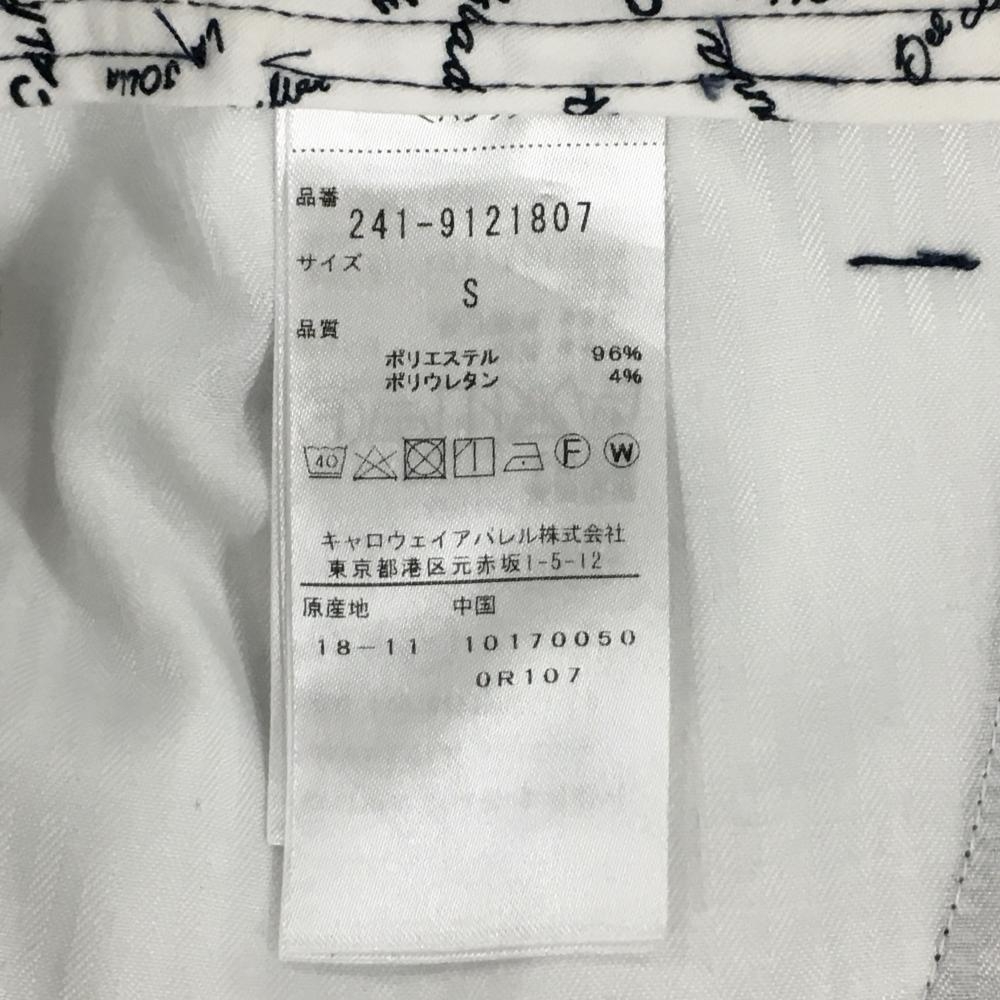 JOLLA
LA
品番
241-9121807
サイズ
S
品質
ポリエステル 96%
ポリウレタン 4%
40
F W
キャロウェイアパレル株式会社
東京都港区元赤坂1-5-12
原産地 中国
18-11 10170050
0R107